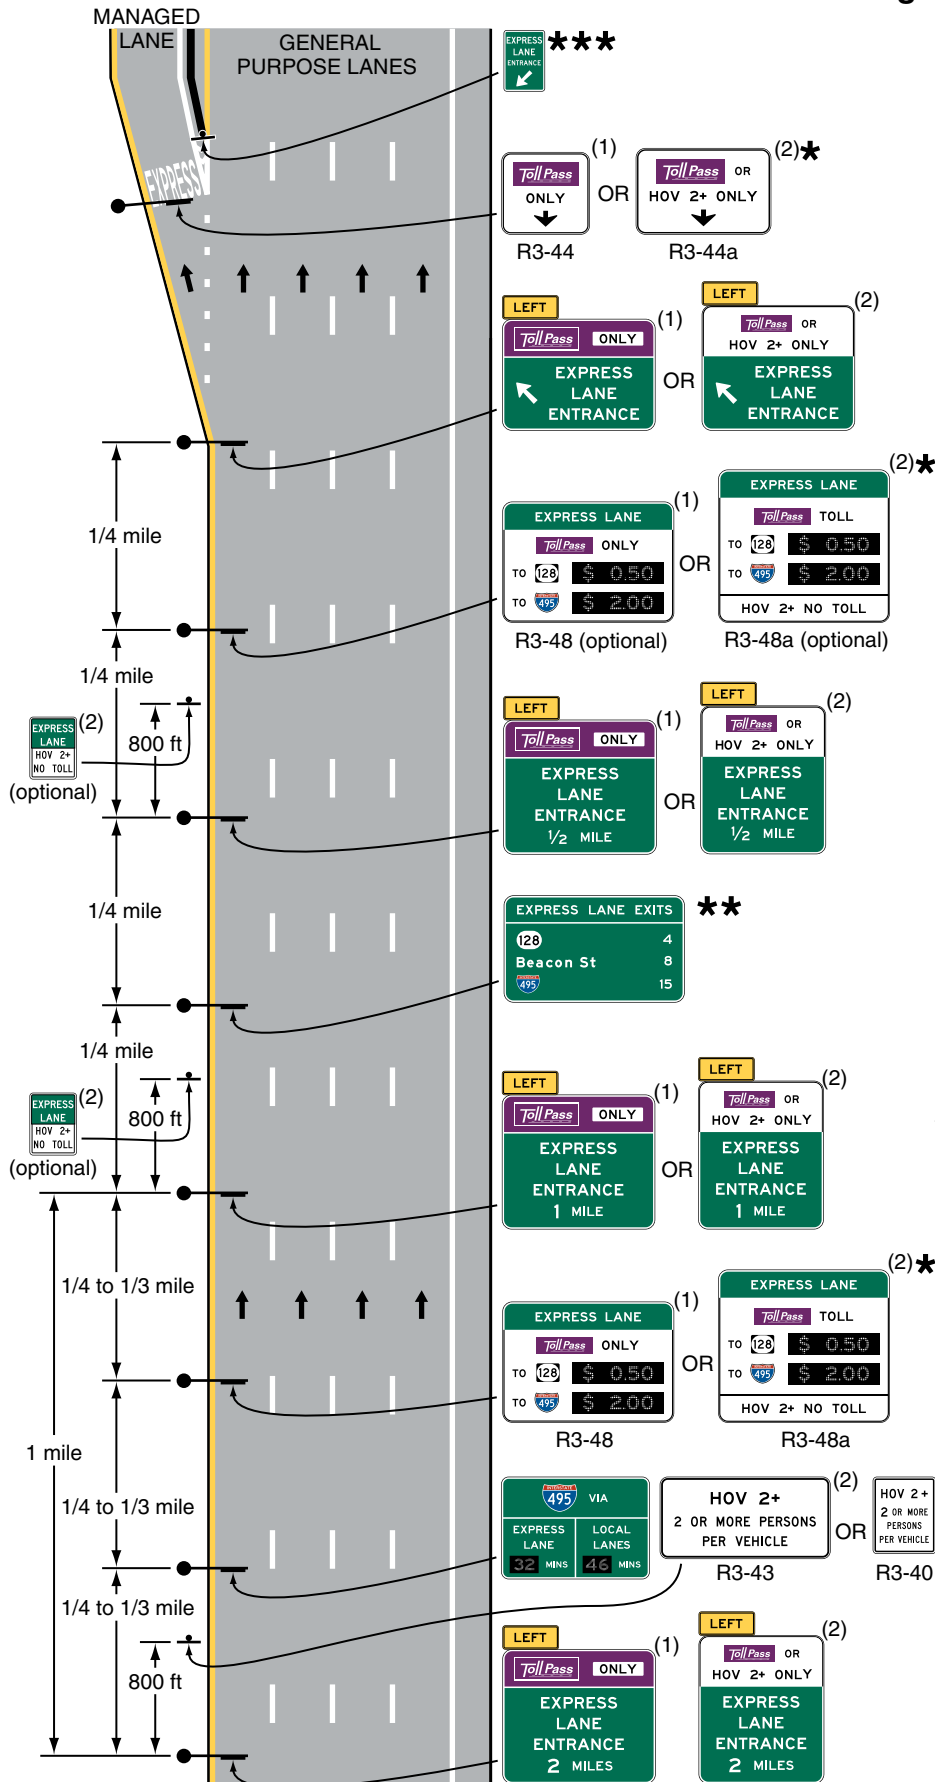 g
MANAGED
LANE
GENERAL
PURPOSE LANES
EXPRESS
LANE
ENTRANCE
★★★
EXPRESS
Toll Pass
ONLY
(1)
OR
Toll Pass OR
HOV 2+ ONLY
(2)★
R3-44
R3-44a
LEFT
Toll Pass ONLY
EXPRESS
LANE
ENTRANCE
(1)
OR
LEFT
Toll Pass OR
HOV 2+ ONLY
EXPRESS
LANE
ENTRANCE
(2)
1/4 mile
EXPRESS LANE
Toll Pass ONLY
TO 128 $ 0.50
TO 495 $ 2.00
(1)
OR
EXPRESS LANE
Toll Pass TOLL
TO 128 $ 0.50
TO 495 $ 2.00
HOV 2+ NO TOLL
(2)★
R3-48 (optional)
R3-48a (optional)
1/4 mile
EXPRESS
LANE
HOV 2+
NO TOLL
(2)
(optional)
800 ft
LEFT
Toll Pass ONLY
EXPRESS
LANE
ENTRANCE
1/2 MILE
(1)
OR
LEFT
Toll Pass OR
HOV 2+ ONLY
EXPRESS
LANE
ENTRANCE
1/2 MILE
(2)
1/4 mile
EXPRESS LANE EXITS
128 4
Beacon St 8
495 15
★★
1/4 mile
EXPRESS
LANE
HOV 2+
NO TOLL
(2)
(optional)
800 ft
LEFT
Toll Pass ONLY
EXPRESS
LANE
ENTRANCE
1 MILE
(1)
OR
LEFT
Toll Pass OR
HOV 2+ ONLY
EXPRESS
LANE
ENTRANCE
1 MILE
(2)
1/4 to 1/3 mile
EXPRESS LANE
Toll Pass ONLY
TO 128 $ 0.50
TO 495 $ 2.00
(1)
OR
EXPRESS LANE
Toll Pass TOLL
TO 128 $ 0.50
TO 495 $ 2.00
HOV 2+ NO TOLL
(2)★
R3-48
R3-48a
1 mile
1/4 to 1/3 mile
INTERSTATE
495 VIA
EXPRESS
LANE
32 MINS
LOCAL
LANES
46 MINS
HOV 2+
2 OR MORE PERSONS
PER VEHICLE
(2)
OR
HOV 2+
2 OR MORE
PERSONS
PER VEHICLE
R3-43
R3-40
1/4 to 1/3 mile
800 ft
LEFT
Toll Pass ONLY
EXPRESS
LANE
ENTRANCE
2 MILES
(1)
LEFT
Toll Pass OR
HOV 2+ ONLY
EXPRESS
LANE
ENTRANCE
2 MILES
(2)